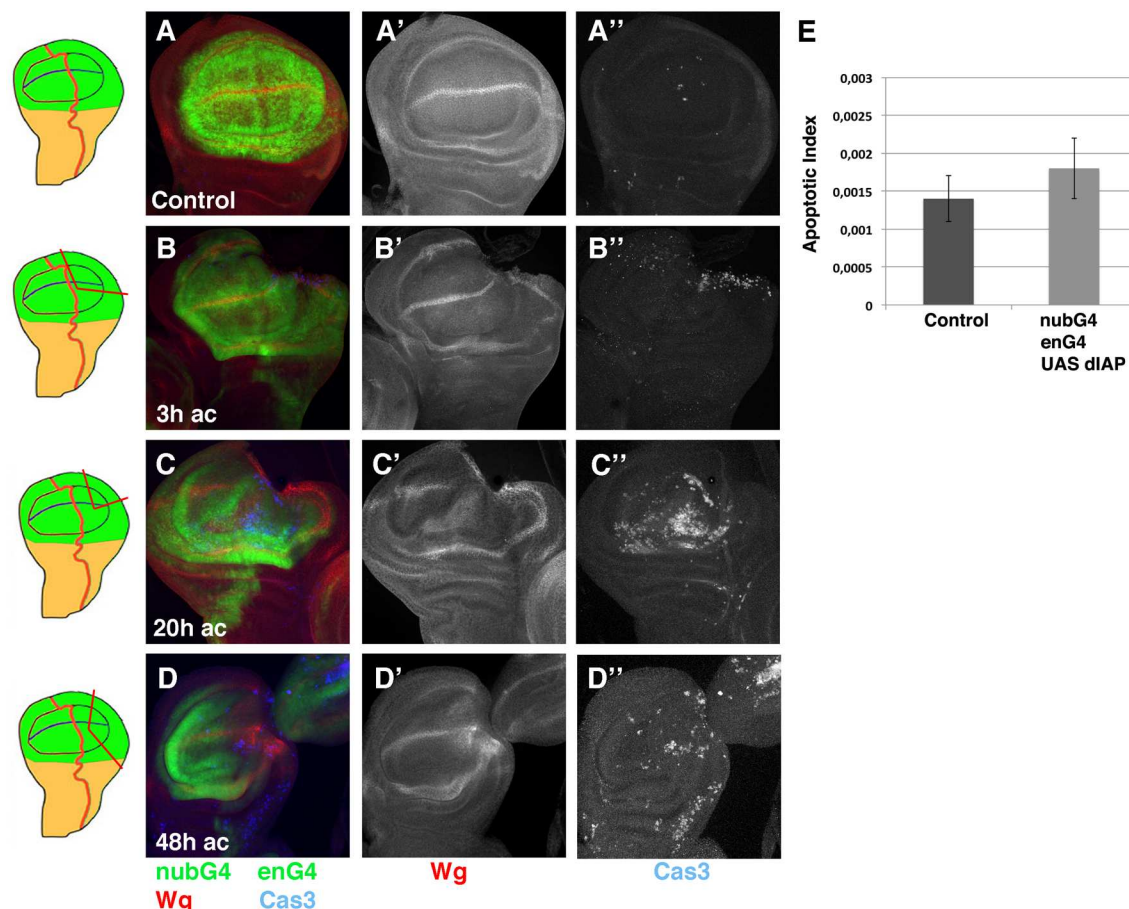 A A' A'' E
Control
0,003
0,0025
0,002
0,0015
0,001
0,0005
0
Apoptotic Index
Control nubG4
enG4
UAS dIAP
B B' B''
3h ac
C C' C''
20h ac
D D' D''
48h ac
nubG4 enG4 Wg Cas3
Wg Cas3